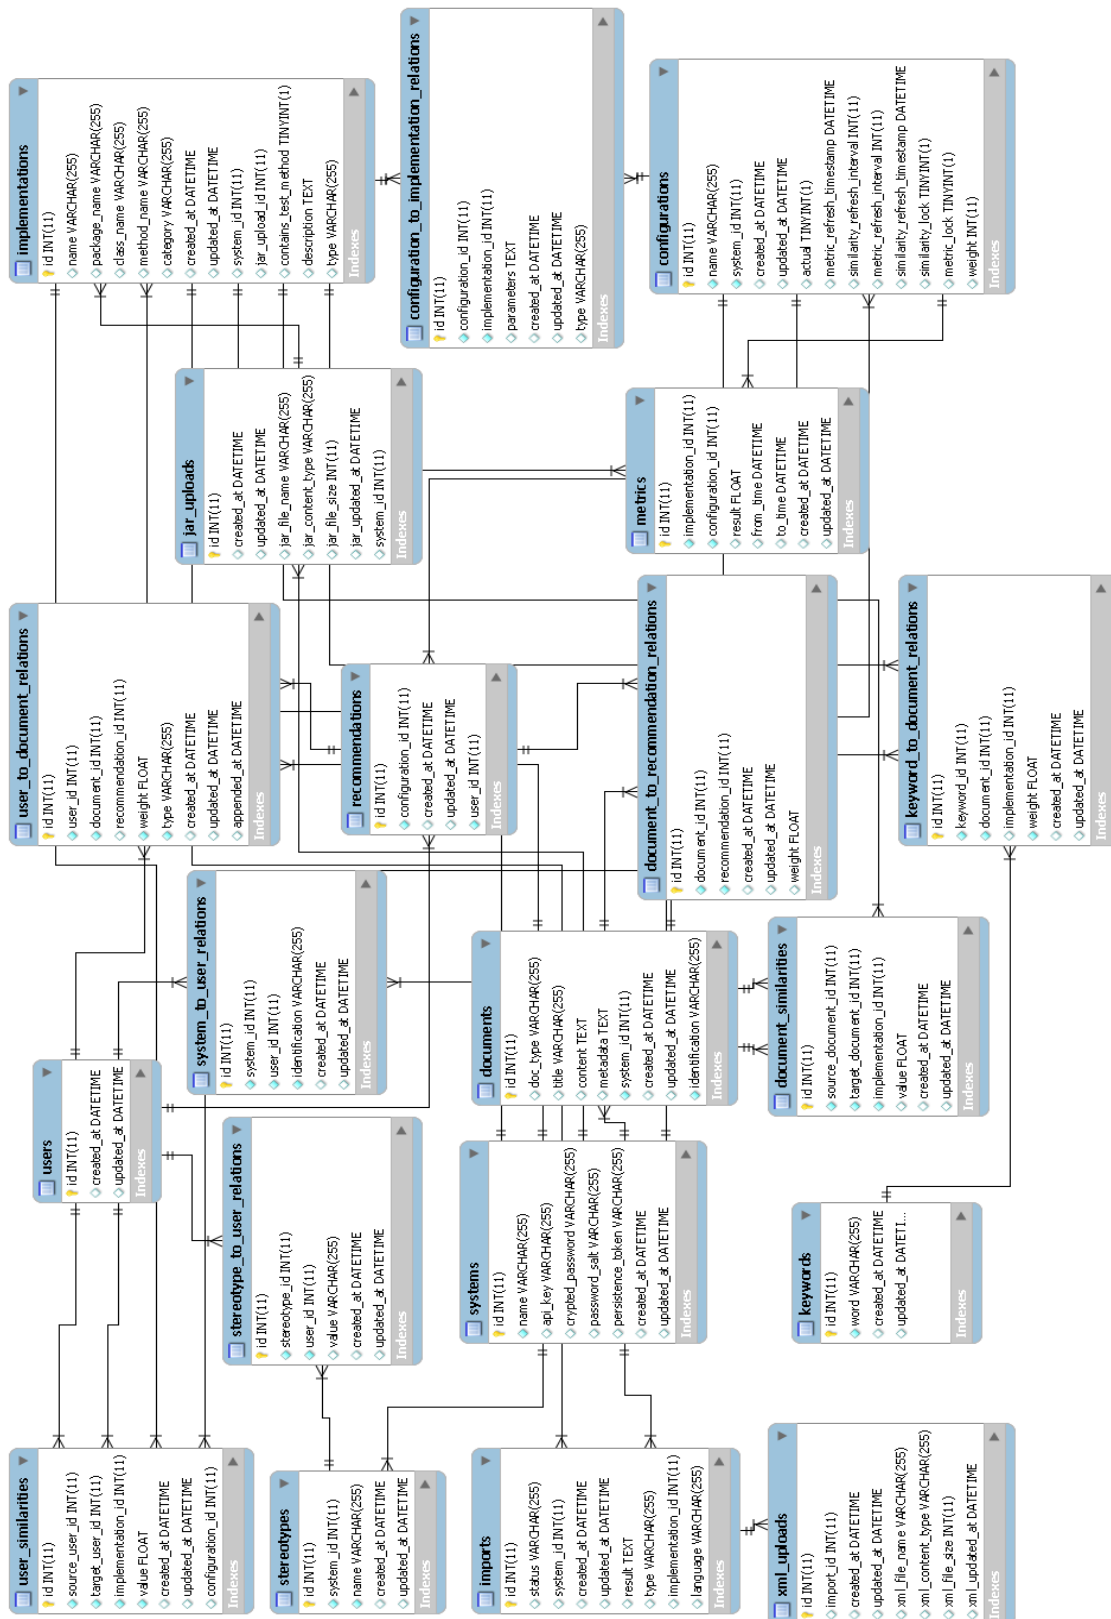 user_similarities
id INT(11)
source_user_id INT(11)
target_user_id INT(11)
implementation_id INT(11)
value FLOAT
created_at DATETIME
updated_at DATETIME
configuration_id INT(11)
Indexes
users
id INT(11)
created_at DATETIME
updated_at DATETIME
Indexes
user_to_document_relations
id INT(11)
user_id INT(11)
document_id INT(11)
recommendation_id INT(11)
weight FLOAT
type VARCHAR(255)
created_at DATETIME
updated_at DATETIME
appended_at DATETIME
Indexes
implementations
id INT(11)
name VARCHAR(255)
package_name VARCHAR(255)
class_name VARCHAR(255)
method_name VARCHAR(255)
category VARCHAR(255)
created_at DATETIME
updated_at DATETIME
system_id INT(11)
jar_upload_id INT(11)
contains_test_method TINYINT(1)
description TEXT
type VARCHAR(255)
Indexes
stereotypes
id INT(11)
system_id INT(11)
name VARCHAR(255)
created_at DATETIME
updated_at DATETIME
Indexes
stereotype_to_user_relations
id INT(11)
stereotype_id INT(11)
user_id INT(11)
value VARCHAR(255)
created_at DATETIME
updated_at DATETIME
Indexes
system_to_user_relations
id INT(11)
system_id INT(11)
user_id INT(11)
identification VARCHAR(255)
created_at DATETIME
updated_at DATETIME
Indexes
jar_uploads
id INT(11)
created_at DATETIME
updated_at DATETIME
jar_file_name VARCHAR(255)
jar_content_type VARCHAR(255)
jar_file_size INT(11)
jar_updated_at DATETIME
system_id INT(11)
Indexes
recommendations
id INT(11)
configuration_id INT(11)
created_at DATETIME
updated_at DATETIME
user_id INT(11)
Indexes
configuration_to_implementation_relations
id INT(11)
configuration_id INT(11)
implementation_id INT(11)
parameters TEXT
created_at DATETIME
updated_at DATETIME
type VARCHAR(255)
Indexes
imports
id INT(11)
status VARCHAR(255)
system_id INT(11)
created_at DATETIME
updated_at DATETIME
result TEXT
type VARCHAR(255)
implementation_id INT(11)
language VARCHAR(255)
Indexes
systems
id INT(11)
name VARCHAR(255)
api_key VARCHAR(255)
crypted_password VARCHAR(255)
password_salt VARCHAR(255)
persistence_token VARCHAR(255)
created_at DATETIME
updated_at DATETIME
Indexes
documents
id INT(11)
doc_type VARCHAR(255)
title VARCHAR(255)
content TEXT
metadata TEXT
system_id INT(11)
created_at DATETIME
updated_at DATETIME
identification VARCHAR(255)
Indexes
document_to_recommendation_relations
id INT(11)
document_id INT(11)
recommendation_id INT(11)
created_at DATETIME
updated_at DATETIME
weight FLOAT
Indexes
metrics
id INT(11)
implementation_id INT(11)
configuration_id INT(11)
result FLOAT
from_time DATETIME
to_time DATETIME
created_at DATETIME
updated_at DATETIME
Indexes
configurations
id INT(11)
name VARCHAR(255)
system_id INT(11)
created_at DATETIME
updated_at DATETIME
actual TINYINT(1)
metric_refresh_timestamp DATETIME
similarity_refresh_interval INT(11)
metric_refresh_interval INT(11)
similarity_refresh_timestamp DATETIME
similarity_lock TINYINT(1)
metric_lock TINYINT(1)
weight INT(11)
Indexes
xml_uploads
id INT(11)
import_id INT(11)
created_at DATETIME
updated_at DATETIME
xml_file_name VARCHAR(255)
xml_content_type VARCHAR(255)
xml_file_size INT(11)
xml_updated_at DATETIME
Indexes
keywords
id INT(11)
word VARCHAR(255)
created_at DATETIME
updated_at DATETI...
Indexes
document_similarities
id INT(11)
source_document_id INT(11)
target_document_id INT(11)
implementation_id INT(11)
value FLOAT
created_at DATETIME
updated_at DATETIME
Indexes
keyword_to_document_relations
id INT(11)
keyword_id INT(11)
document_id INT(11)
implementation_id INT(11)
weight FLOAT
created_at DATETIME
updated_at DATETIME
Indexes